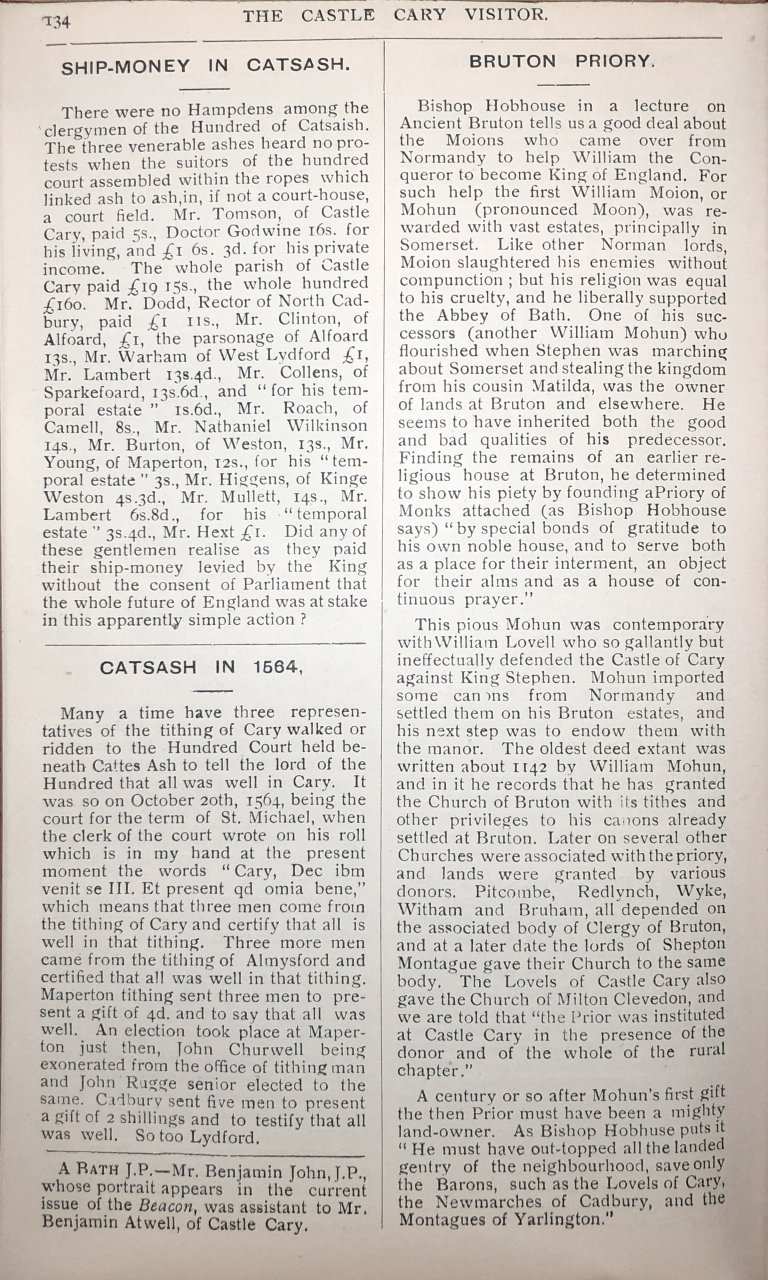 134
THE CASTLE CARY VISITOR.
SHIP-MONEY IN CATSASH.
There were no Hampdens among the
clergymen of the Hundred of Catsaish.
The three venerable ashes heard no pro-
tests when the suitors of the hundred
court assembled within the ropes which
linked ash to ash,in, if not a court-house,
a court field. Mr. Tomson, of Castle
Cary, paid 5s., Doctor Godwine 16s. for
his living, and £1 6s. 3d. for his private
income. The whole parish of Castle
Cary paid £19 15s., the whole hundred
£160. Mr. Dodd, Rector of North Cad-
bury, paid £1 11s., Mr. Clinton, of
Alfoard, £1, the parsonage of Alfoard
13s., Mr. Warham of West Lydford £1,
Mr. Lambert 13s.4d., Mr. Collens, of
Sparkefoard, 13s.6d., and "for his tem-
poral estate" 1s.6d., Mr. Roach, of
Camell, 8s., Mr. Nathaniel Wilkinson
14s., Mr. Burton, of Weston, 13s., Mr.
Young, of Maperton, 12s., for his "tem-
poral estate" 3s., Mr. Higgens, of Kinge
Weston 4s.3d., Mr. Mullett, 14s., Mr.
Lambert 6s.8d., for his "temporal
estate" 3s.4d., Mr. Hext £1. Did any of
these gentlemen realise as they paid
their ship-money levied by the King
without the consent of Parliament that
the whole future of England was at stake
in this apparently simple action ?
CATSASH IN 1564,
Many a time have three represen-
tatives of the tithing of Cary walked or
ridden to the Hundred Court held be-
neath Cattes Ash to tell the lord of the
Hundred that all was well in Cary. It
was so on October 20th, 1564, being the
court for the term of St. Michael, when
the clerk of the court wrote on his roll
which is in my hand at the present
moment the words "Cary, Dec ibm
venit se III. Et present qd omia bene,"
which means that three men come from
the tithing of Cary and certify that all is
well in that tithing. Three more men
came from the tithing of Almysford and
certified that all was well in that tithing.
Maperton tithing sent three men to pre-
sent a gift of 4d. and to say that all was
well. An election took place at Maper-
ton just then, John Churwell being
exonerated from the office of tithing man
and John Rugge senior elected to the
same. Cadbury sent five men to present
a gift of 2 shillings and to testify that all
was well. So too Lydford,
A BATH J.P.—Mr. Benjamin John, J.P.,
whose portrait appears in the current
issue of the Beacon, was assistant to Mr.
Benjamin Atwell, of Castle Cary.
BRUTON PRIORY.
Bishop Hobhouse in a lecture on
Ancient Bruton tells us a good deal about
the Moions who came over from
Normandy to help William the Con-
queror to become King of England. For
such help the first William Moion, or
Mohun (pronounced Moon), was re-
warded with vast estates, principally in
Somerset. Like other Norman lords,
Moion slaughtered his enemies without
compunction ; but his religion was equal
to his cruelty, and he liberally supported
the Abbey of Bath. One of his suc-
cessors (another William Mohun) who
flourished when Stephen was marching
about Somerset and stealing the kingdom
from his cousin Matilda, was the owner
of lands at Bruton and elsewhere. He
seems to have inherited both the good
and bad qualities of his predecessor.
Finding the remains of an earlier re-
ligious house at Bruton, he determined
to show his piety by founding aPriory of
Monks attached (as Bishop Hobhouse
says) "by special bonds of gratitude to
his own noble house, and to serve both
as a place for their interment, an object
for their alms and as a house of con-
tinuous prayer."
This pious Mohun was contemporary
with William Lovell who so gallantly but
ineffectually defended the Castle of Cary
against King Stephen. Mohun imported
some canons from Normandy and
settled them on his Bruton estates, and
his next step was to endow them with
the manor. The oldest deed extant was
written about 1142 by William Mohun,
and in it he records that he has granted
the Church of Bruton with its tithes and
other privileges to his canons already
settled at Bruton. Later on several other
Churches were associated with the priory,
and lands were granted by various
donors. Pitcombe, Redlynch, Wyke,
Witham and Bruham, all depended on
the associated body of Clergy of Bruton,
and at a later date the lords of Shepton
Montague gave their Church to the same
body. The Lovels of Castle Cary also
gave the Church of Milton Clevedon, and
we are told that "the Prior was instituted
at Castle Cary in the presence of the
donor and of the whole of the rural
chapter."
A century or so after Mohun's first gift
the then Prior must have been a mighty
land-owner. As Bishop Hobhuse puts it
"He must have out-topped all the landed
gentry of the neighbourhood, save only
the Barons, such as the Lovels of Cary,
the Newmarches of Cadbury, and the
Montagues of Yarlington."